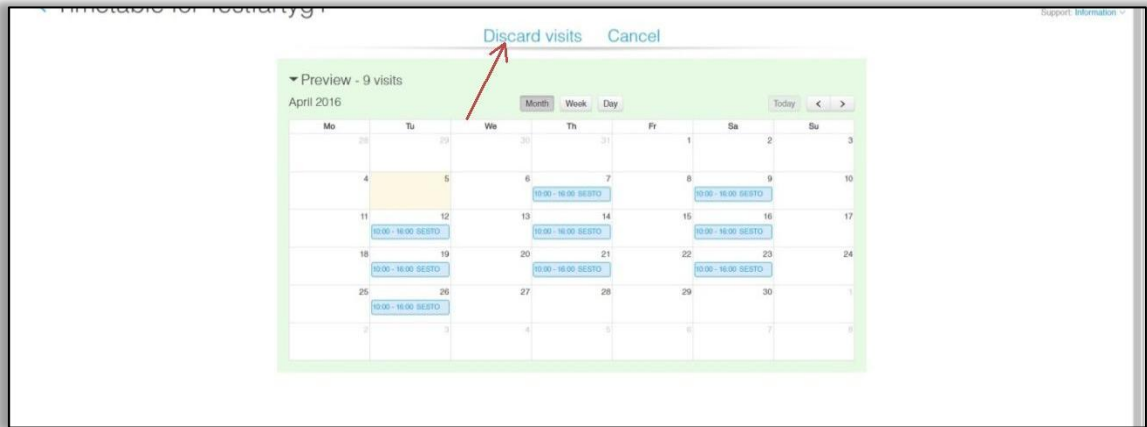 Support: Information
Discard visits Cancel
Preview - 9 visits
April 2016 Month Week Day Today < >
Mo Tu We Th Fr Sa Su
28 29 30 31 1 2 3
4 5 6 7 8 9 10
10:00 - 16:00 SESTO 10:00 - 16:00 SESTO
11 12 13 14 15 16 17
10:00 - 16:00 SESTO 10:00 - 16:00 SESTO 10:00 - 16:00 SESTO
18 19 20 21 22 23 24
10:00 - 16:00 SESTO 10:00 - 16:00 SESTO 10:00 - 16:00 SESTO
25 26 27 28 29 30 1
10:00 - 16:00 SESTO
2 3 4 5 6 7 8